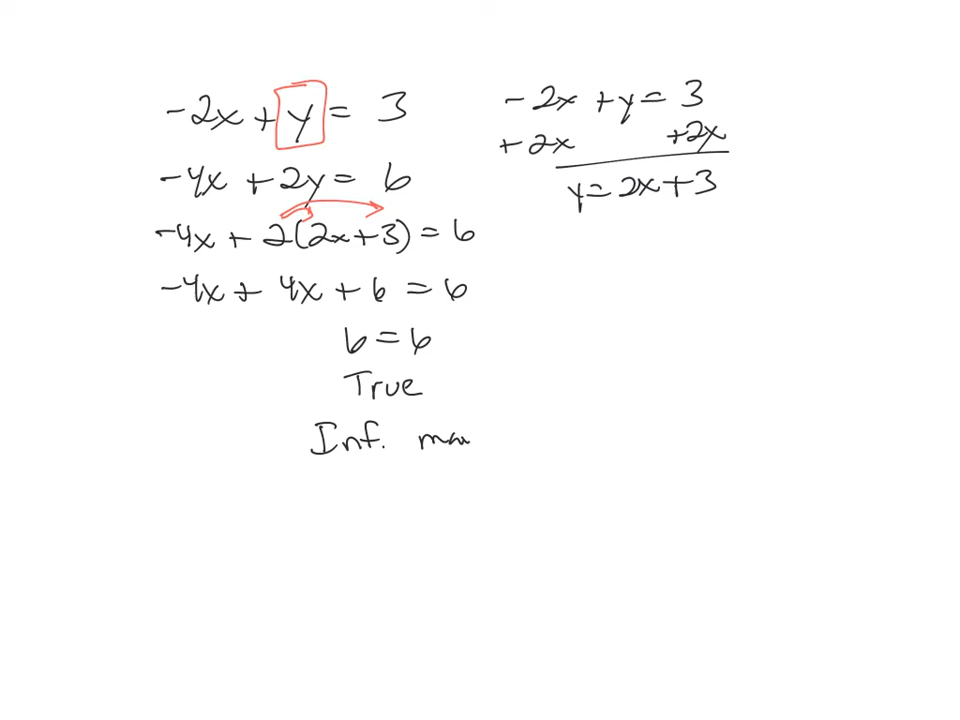 -2x + y = 3
-4x + 2y = 6
-4x + 2(2x+3) = 6
-4x + 4x + 6 = 6
6 = 6
True
Inf.
-2x + y = 3
+2x +2x
y = 2x + 3